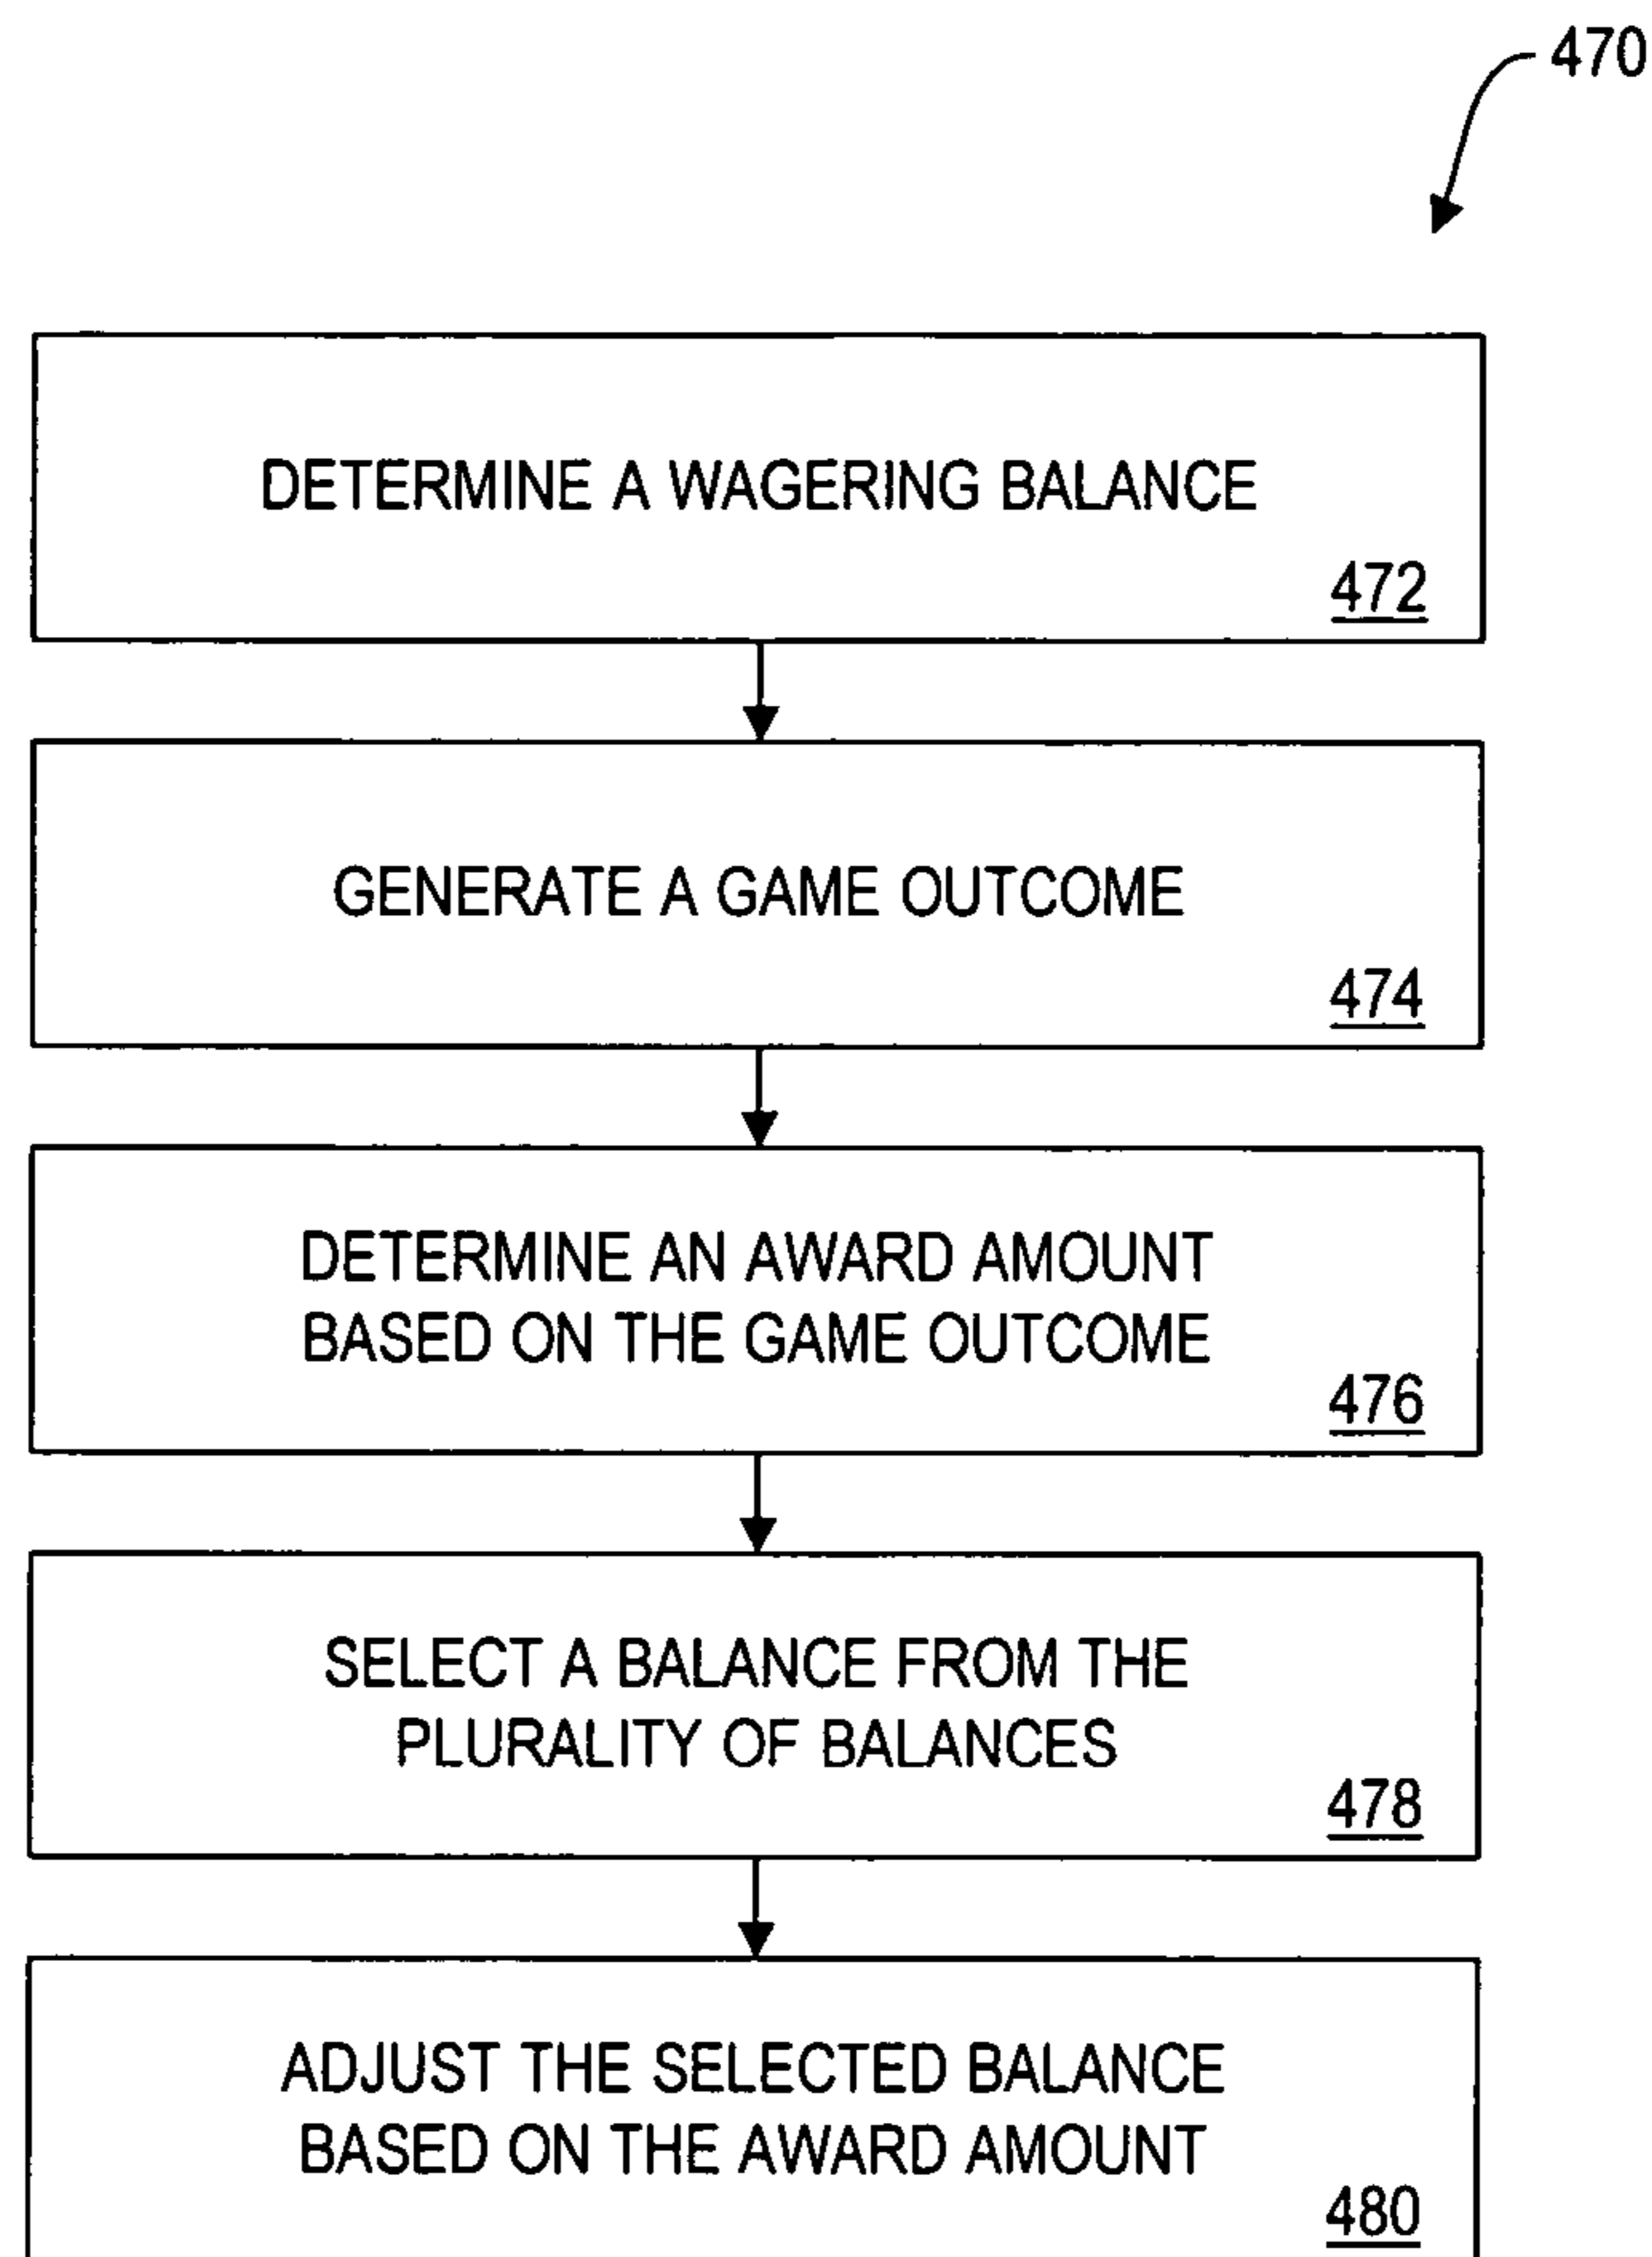 470
DETERMINE A WAGERING BALANCE
472
GENERATE A GAME OUTCOME
474
DETERMINE AN AWARD AMOUNT
BASED ON THE GAME OUTCOME
476
SELECT A BALANCE FROM THE
PLURALITY OF BALANCES
478
ADJUST THE SELECTED BALANCE
BASED ON THE AWARD AMOUNT
480